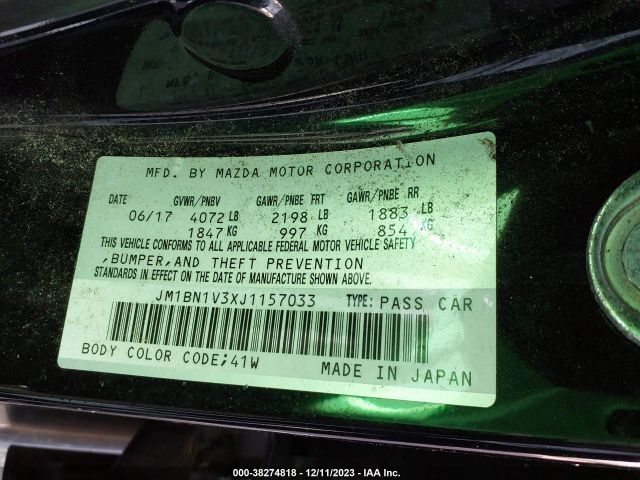 MFD. BY MAZDA MOTOR CORPORATION
DATE GVWR/PNBV GAWR/PNBE FRT GAWR/PNBE RR
06/17 4072 LB 2198 LB 1883 LB
1847 KG 997 KG 854 KG
THIS VEHICLE CONFORMS TO ALL APPLICABLE FEDERAL MOTOR VEHICLE SAFETY
,BUMPER,AND THEFT PREVENTION
STANDARDS IN EFFECT ON THE DATE OF MANUFACTURE SHOWN ABOVE.
JM1BN1V3XJ1157033 TYPE: PASS CAR
BODY COLOR CODE;41W MADE IN JAPAN
000-38274818 - 12/11/2023 - IAA Inc.